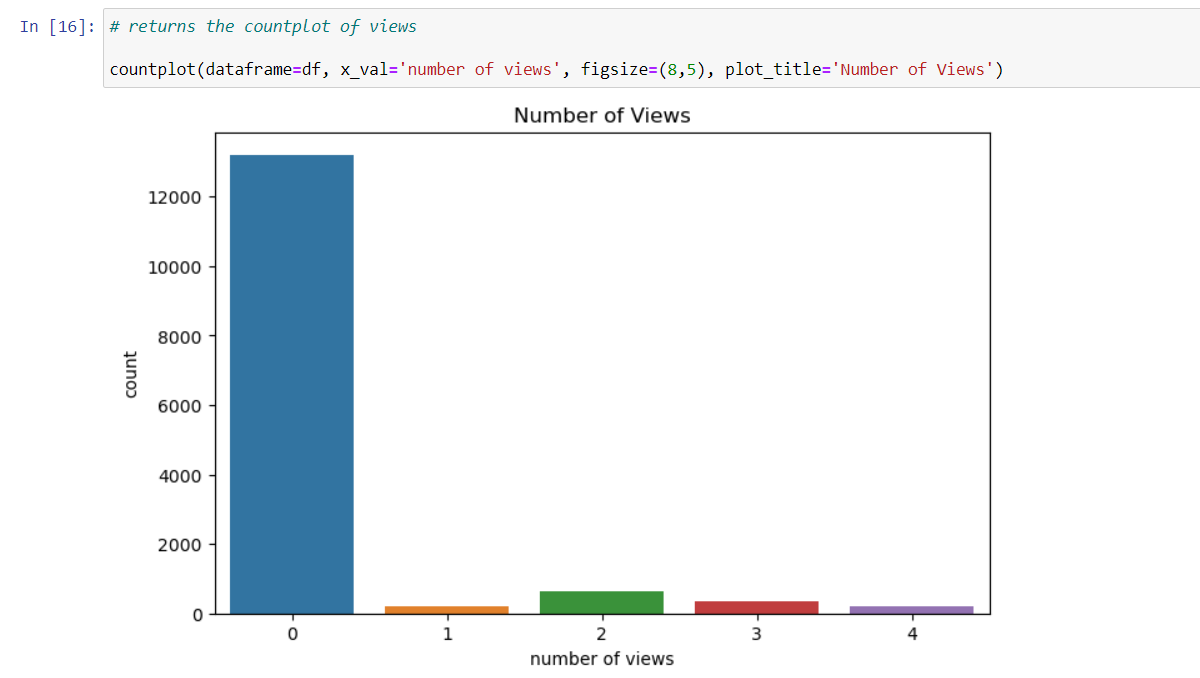 In [16]: # returns the countplot of views
countplot(dataframe=df, x_val='number of views', figsize=(8,5), plot_title='Number of Views')
Number of Views
12000
10000
8000
6000
4000
2000
0
count
0 1 2 3 4
number of views